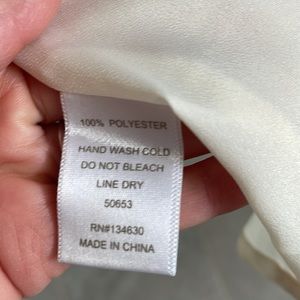 100% POLYESTER
HAND WASH COLD
DO NOT BLEACH
LINE DRY
50653
RN#134630
MADE IN CHINA